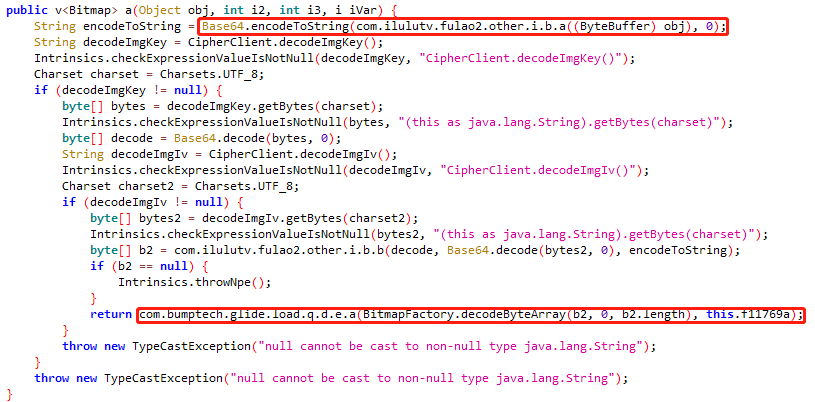 public v<Bitmap> a(Object obj, int i2, int i3, i iVar) {
    String encodeToString = Base64.encodeToString(com.ilulutv.fulao2.other.i.b.a((ByteBuffer) obj), 0);
    String decodeImgKey = CipherClient.decodeImgKey();
    Intrinsics.checkExpressionValueIsNotNull(decodeImgKey, "CipherClient.decodeImgKey()");
    Charset charset = Charsets.UTF_8;
    if (decodeImgKey != null) {
        byte[] bytes = decodeImgKey.getBytes(charset);
        Intrinsics.checkExpressionValueIsNotNull(bytes, "(this as java.lang.String).getBytes(charset)");
        byte[] decode = Base64.decode(bytes, 0);
        String decodeImgIv = CipherClient.decodeImgIv();
        Intrinsics.checkExpressionValueIsNotNull(decodeImgIv, "CipherClient.decodeImgIv()");
        Charset charset2 = Charsets.UTF_8;
        if (decodeImgIv != null) {
            byte[] bytes2 = decodeImgIv.getBytes(charset2);
            Intrinsics.checkExpressionValueIsNotNull(bytes2, "(this as java.lang.String).getBytes(charset)");
            byte[] b2 = com.ilulutv.fulao2.other.i.b.b(decode, Base64.decode(bytes2, 0), encodeToString);
            if (b2 == null) {
                Intrinsics.throwNpe();
            }
            return com.bumptech.glide.load.q.d.e.a(BitmapFactory.decodeByteArray(b2, 0, b2.length), this.f11769a);
        }
        throw new TypeCastException("null cannot be cast to non-null type java.lang.String");
    }
    throw new TypeCastException("null cannot be cast to non-null type java.lang.String");
}